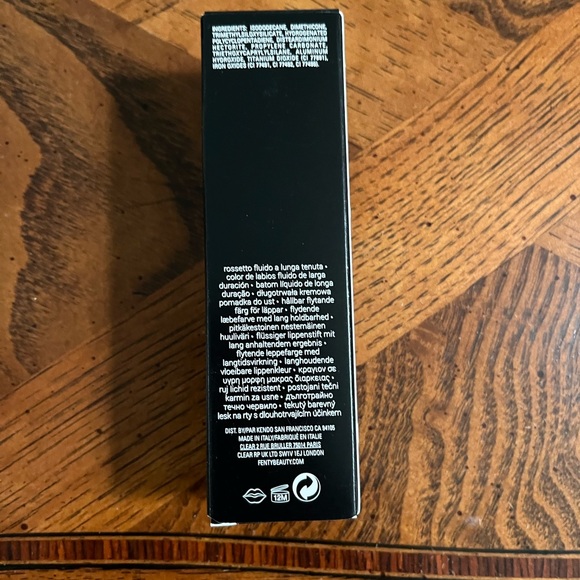 INGREDIENTS: ISODODECANE, DIMETHICONE,
TRIMETHYLSILOXYSILICATE, HYDROGENATED
POLYCYCLOPENTADIENE, DISTEARDIMONIUM
HECTORITE, PROPYLENE CARBONATE,
TRIETHOXYCAPRYLYLSILANE, ALUMINUM
HYDROXIDE, TITANIUM DIOXIDE (CI 77891),
IRON OXIDES (CI 77491, CI 77492, CI 77499).
rossetto fluido a lunga tenuta •
color de labios fluido de larga
duración • batom líquido de longa
duração • długotrwała kremowa
pomadka do ust • hållbar flytande
färg för läppar • flydende
læbefarve med lang holdbarhed •
pitkäkestoinen nestemäinen
huuliväri • flüssiger lippenstift mit
lang anhaltendem ergebnis •
flytende leppefarge med
langtidsvirkning • langhoudende
vloeibare lippenkleur • κραγιον σε
υγρη μορφη μακρας διαρκειας •
ruj lichid rezistent • postojani tečni
karmin za usne • дълготрайно
течно червило • tekutý barevný
lesk na rty s dlouhotrvajícím účinkem
DIST. BY/PAR KENDO SAN FRANCISCO CA 94105
MADE IN ITALY/FABRIQUÉ EN ITALIE
CLEAR 2 RUE BRULLER 75014 PARIS
CLEAR RP UK LTD SW1V 1EJ LONDON
FENTYBEAUTY.COM
12M